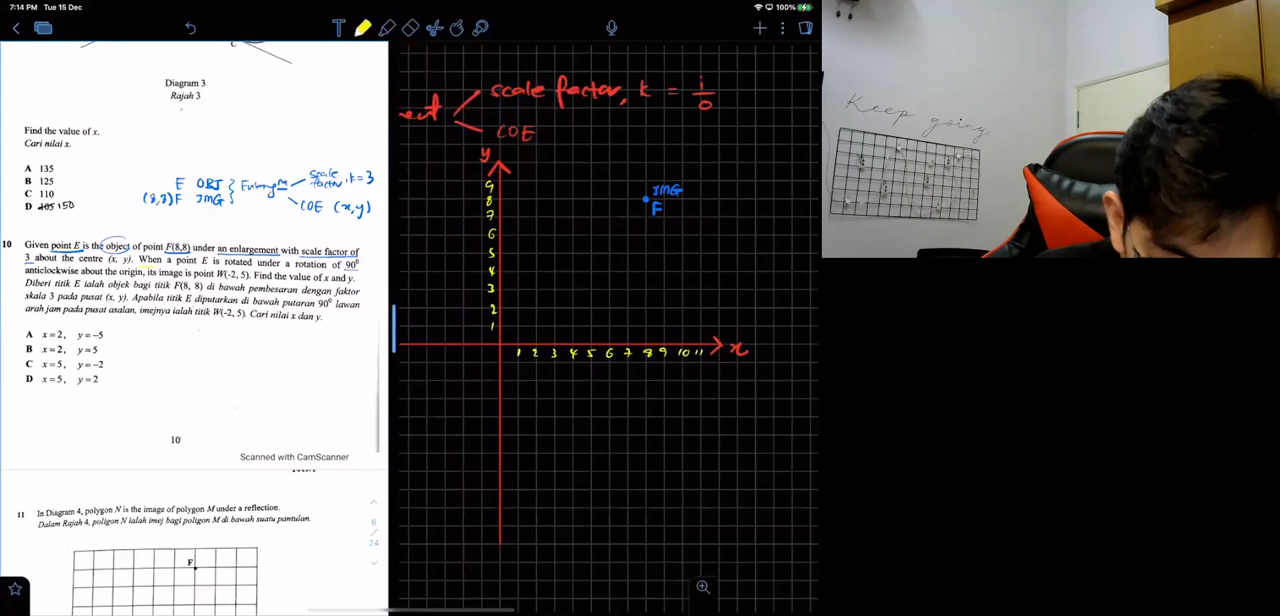 7:14 PM Tue 15 Dec
100%
C
Diagram 3
Rajah 3
Find the value of x.
Cari nilai x.
A 135
B 125
C 110
D 105 150
E OBJ
(8,8) F IMG
Enlargm
scale factor, k = 3
COE (x, y)
10 Given point E is the object of point F(8,8) under an enlargement with scale factor of
3 about the centre (x, y). When a point E is rotated under a rotation of 90⁰
anticlockwise about the origin, its image is point W(-2, 5). Find the value of x and y.
Diberi titik E ialah objek bagi titik F(8, 8) di bawah pembesaran dengan faktor
skala 3 pada pusat (x, y). Apabila titik E diputarkan di bawah putaran 90⁰ lawan
arah jam pada pusat asalan, imejnya ialah titik W(-2, 5). Cari nilai x dan y.
A x = 2, y = −5
B x = 2, y = 5
C x = 5, y = −2
D x = 5, y = 2
10
Scanned with CamScanner
11 In Diagram 4, polygon N is the image of polygon M under a reflection.
Dalam Rajah 4, poligon N ialah imej bagi poligon M di bawah suatu pantulan.
F
6
/
24
scale factor, k = i/o
ect
COE
y
9
8
7
6
5
4
3
2
1
IMG
F
1 2 3 4 5 6 7 8 9 10 11
x
Keep going